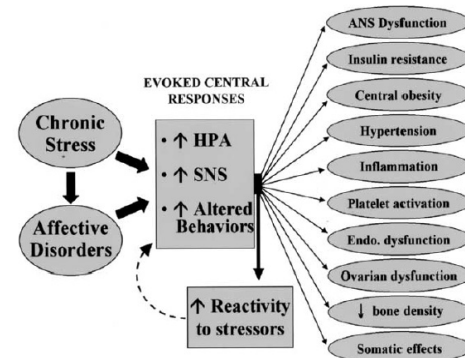 Chronic
Stress
Affective
Disorders
EVOKED CENTRAL
RESPONSES
• ↑ HPA
• ↑ SNS
• ↑ Altered
Behaviors
↑ Reactivity
to stressors
ANS Dysfunction
Insulin resistance
Central obesity
Hypertension
Inflammation
Platelet activation
Endo. dysfunction
Ovarian dysfunction
↓ bone density
Somatic effects